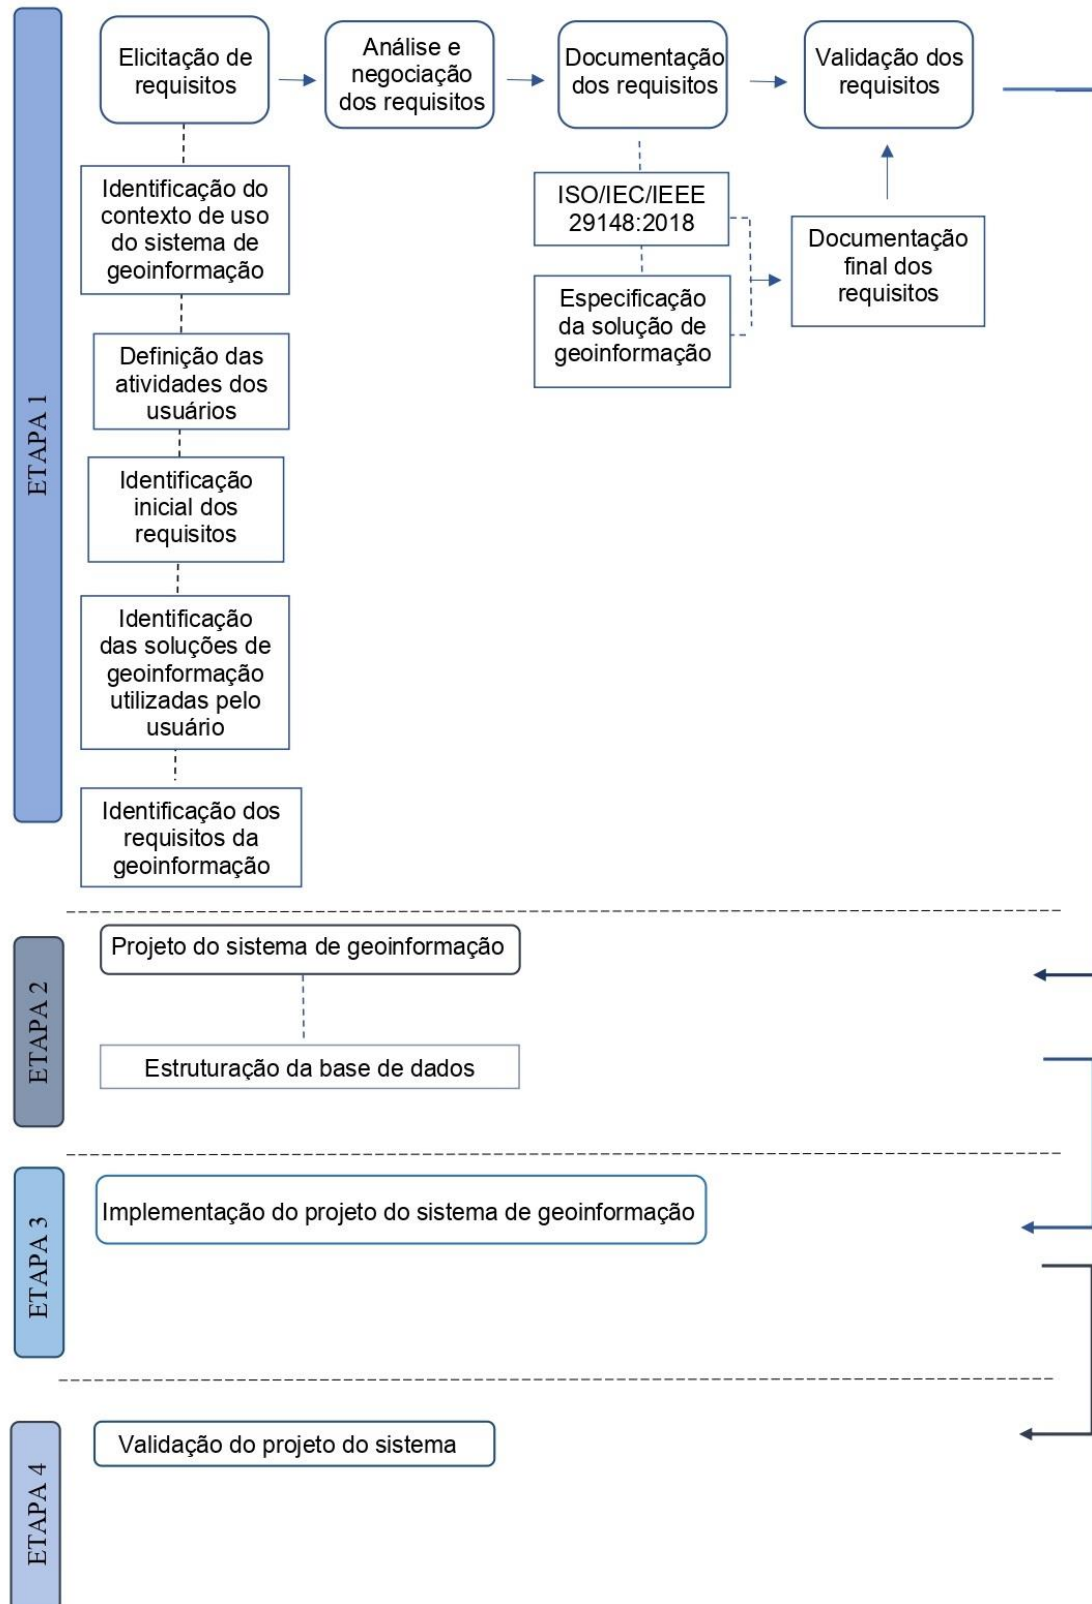 ETAPA 1
Elicitação de
requisitos
Análise e
negociação
dos requisitos
Documentação
dos requisitos
Validação dos
requisitos
Identificação do
contexto de uso
do sistema de
geoinformação
Definição das
atividades dos
usuários
Identificação
inicial dos
requisitos
Identificação
das soluções de
geoinformação
utilizadas pelo
usuário
Identificação dos
requisitos da
geoinformação
ISO/IEC/IEEE
29148:2018
Especificação
da solução de
geoinformação
Documentação
final dos
requisitos
ETAPA 2
Projeto do sistema de geoinformação
Estruturação da base de dados
ETAPA 3
Implementação do projeto do sistema de geoinformação
ETAPA 4
Validação do projeto do sistema